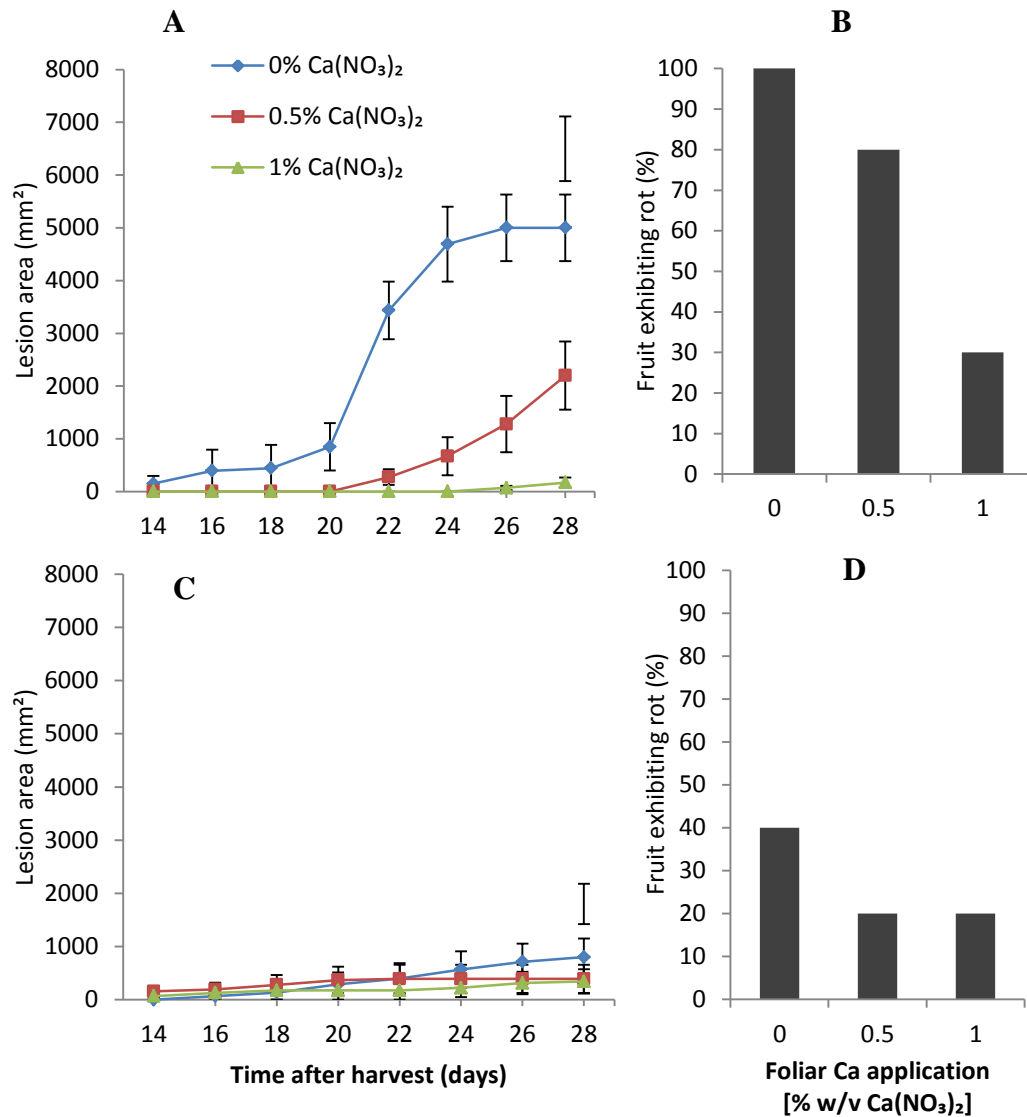 A
8000
7000
6000
5000
4000
3000
2000
1000
0
Lesion area (mm²)
0% Ca(NO₃)₂
0.5% Ca(NO₃)₂
1% Ca(NO₃)₂
14 16 18 20 22 24 26 28
B
100
90
80
70
60
50
40
30
20
10
0
Fruit exhibiting rot (%)
0 0.5 1
C
8000
7000
6000
5000
4000
3000
2000
1000
0
Lesion area (mm²)
14 16 18 20 22 24 26 28
Time after harvest (days)
D
100
90
80
70
60
50
40
30
20
10
0
Fruit exhibiting rot (%)
0 0.5 1
Foliar Ca application
[% w/v Ca(NO₃)₂]